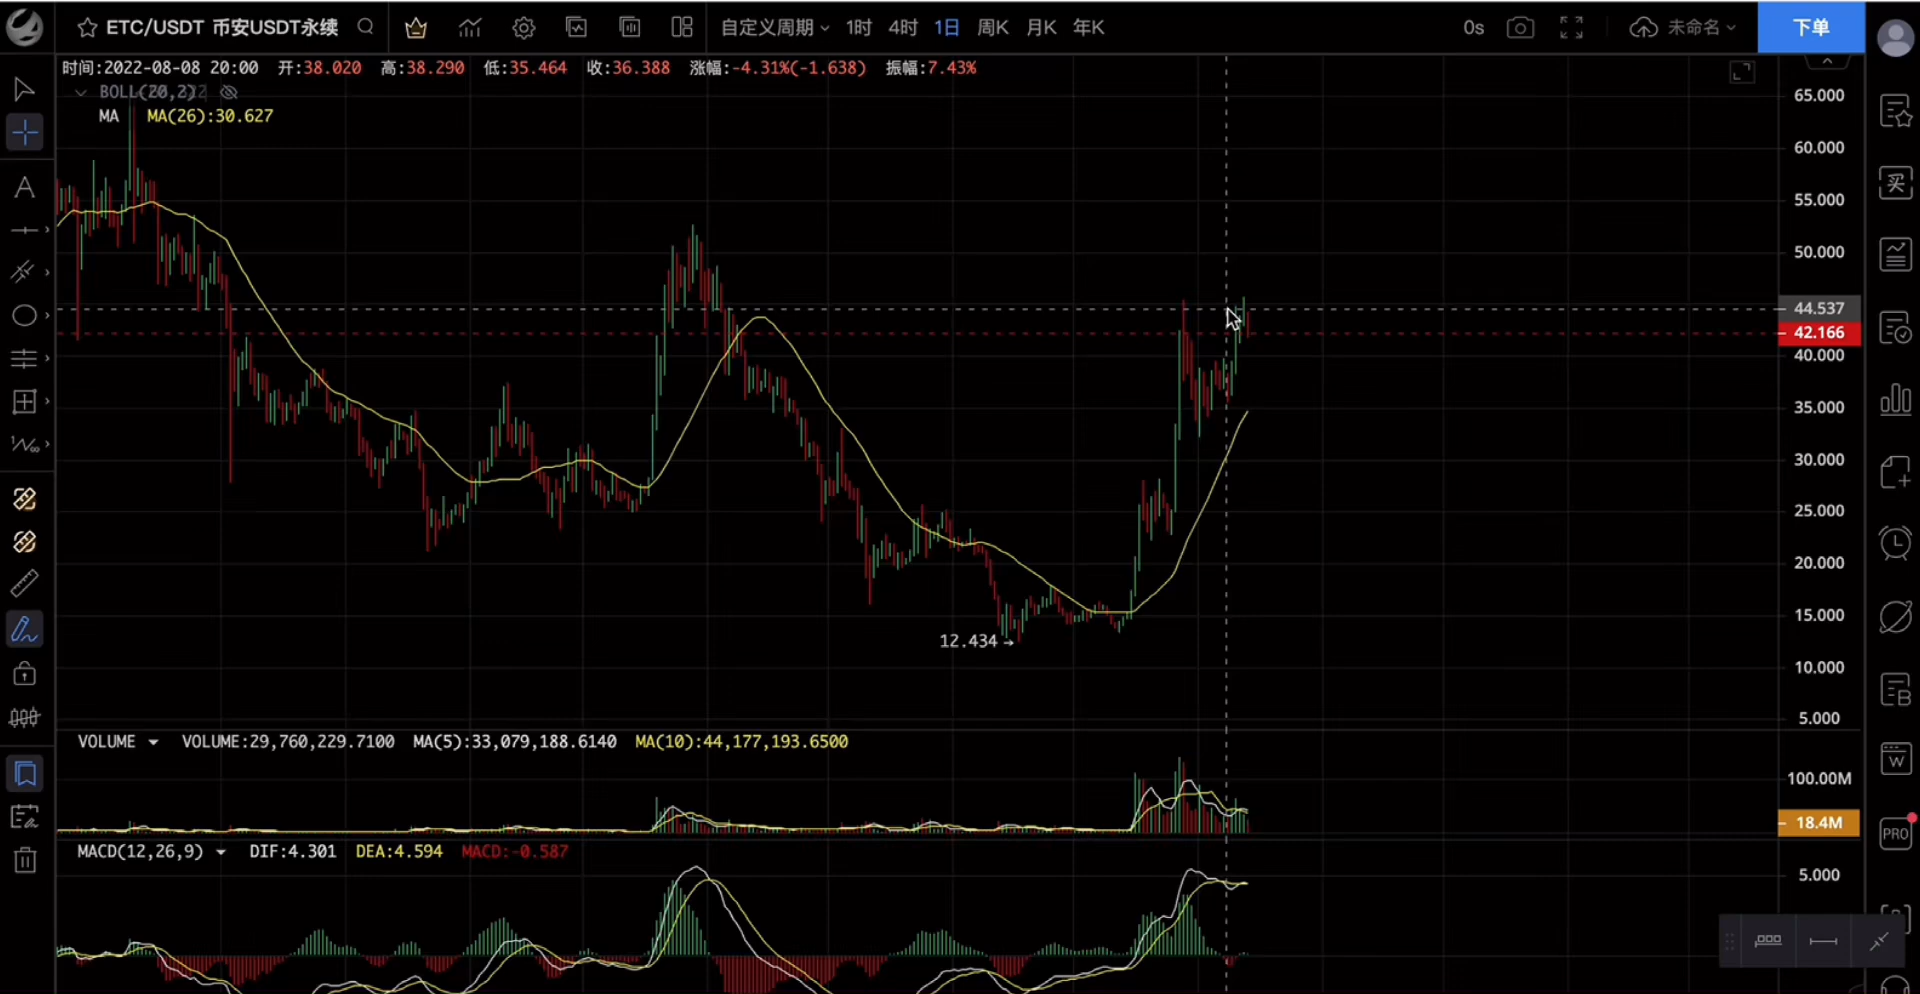 ETC/USDT 币安USDT永续 自定义周期 1时 4时 1日 周K 月K 年K 0s 未命名 下单
时间:2022-08-08 20:00 开:38.020 高:38.290 低:35.464 收:36.388 涨幅:-4.31%(-1.638) 振幅:7.43%
MA MA(26):30.627
65.000
60.000
55.000
50.000
44.537
42.166
40.000
35.000
30.000
25.000
20.000
15.000
10.000
5.000
12.434
VOLUME VOLUME:29,760,229.7100 MA(5):33,079,188.6140 MA(10):44,177,193.6500
100.00M
18.4M
MACD(12,26,9) DIF:4.301 DEA:4.594 MACD:-0.587
5.000
A
买
B
W
PRO